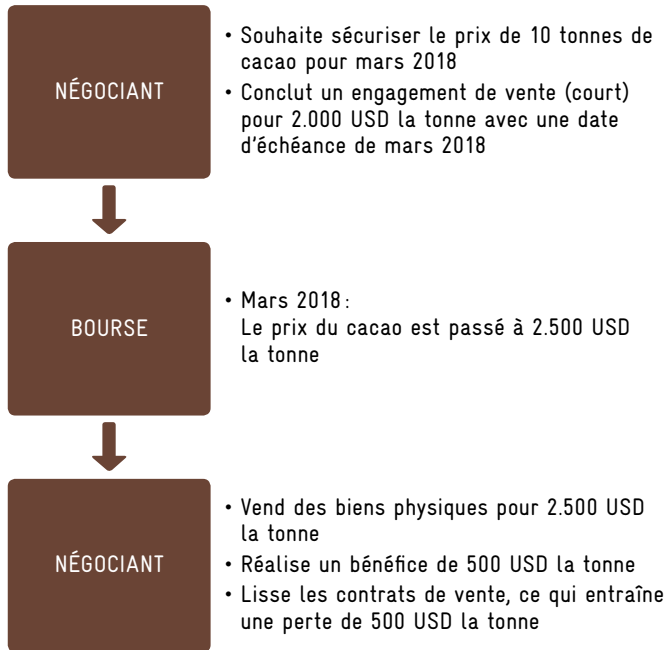 NÉGOCIANT
• Souhaite sécuriser le prix de 10 tonnes de
cacao pour mars 2018
• Conclut un engagement de vente (court)
pour 2.000 USD la tonne avec une date
d'échéance de mars 2018
BOURSE
• Mars 2018:
Le prix du cacao est passé à 2.500 USD
la tonne
NÉGOCIANT
• Vend des biens physiques pour 2.500 USD
la tonne
• Réalise un bénéfice de 500 USD la tonne
• Lisse les contrats de vente, ce qui entraîne
une perte de 500 USD la tonne